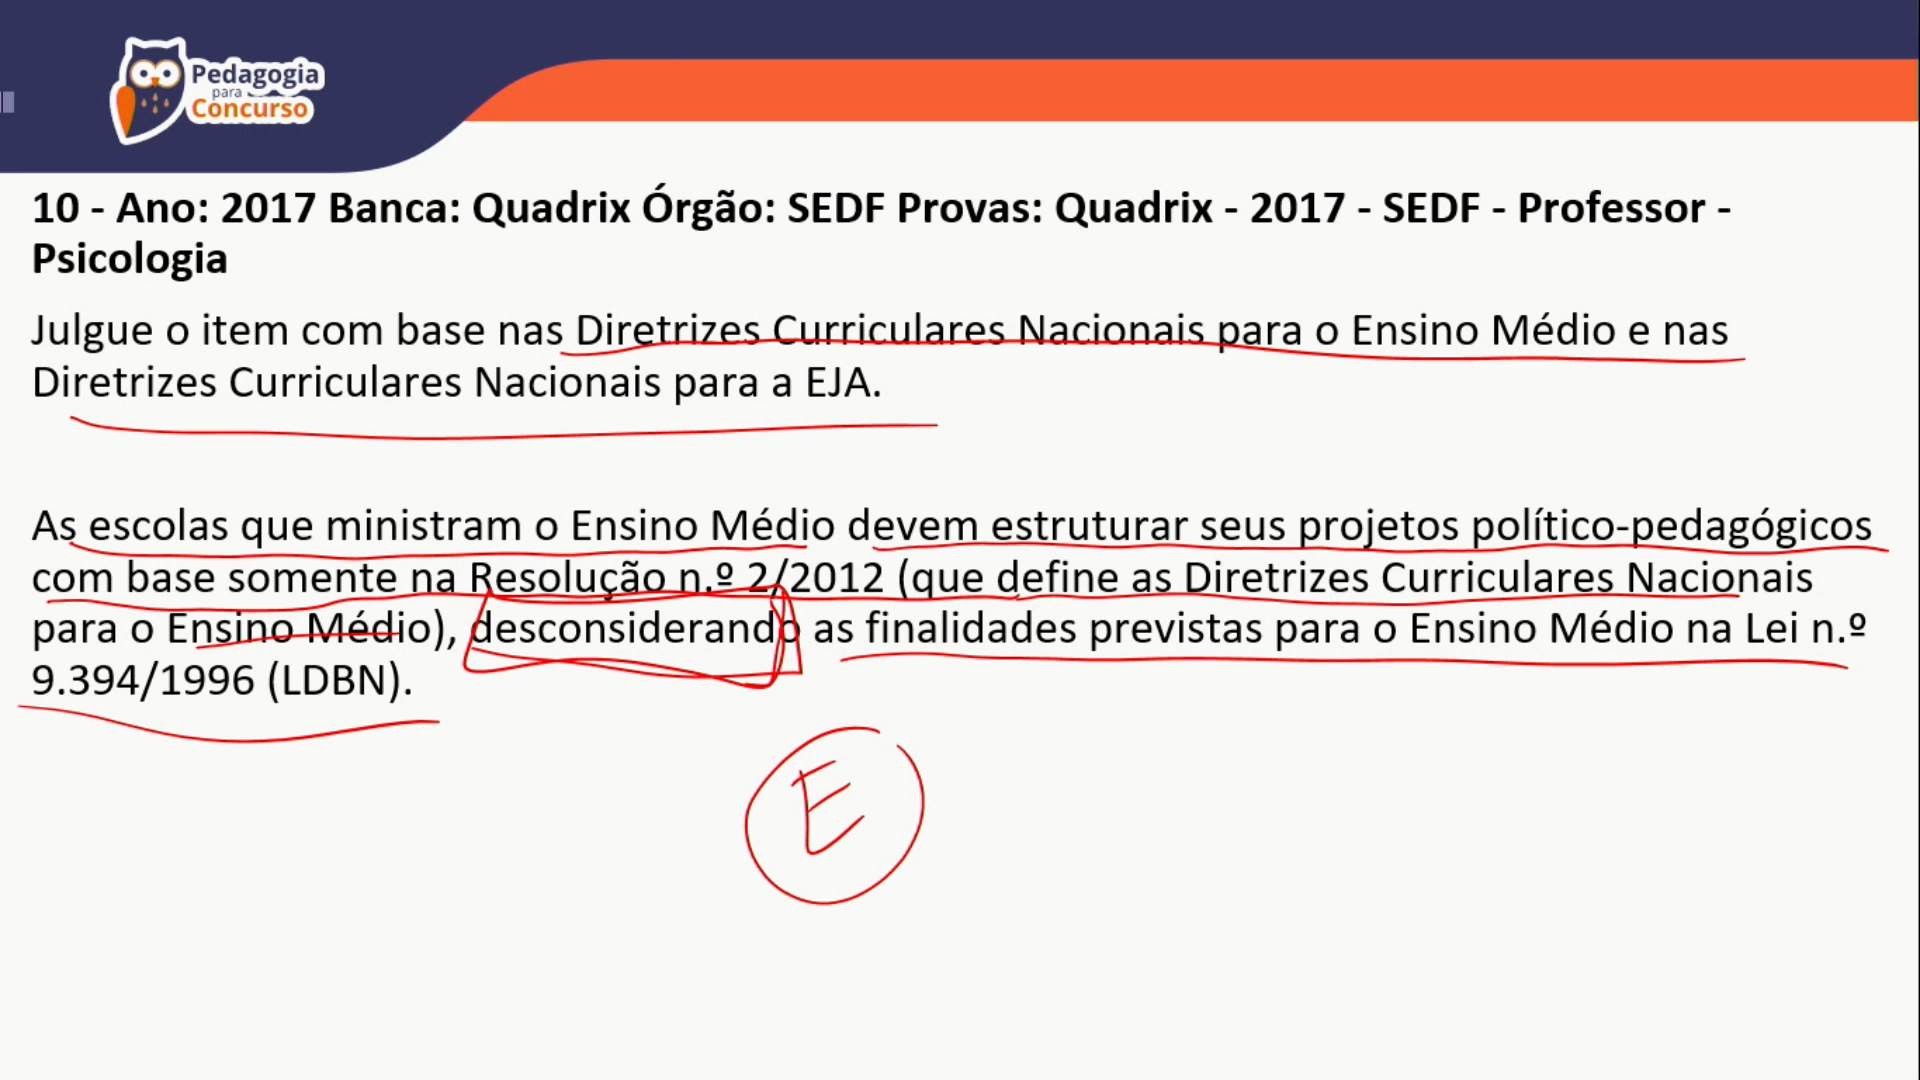 Pedagogia
para
Concurso
10 - Ano: 2017 Banca: Quadrix Órgão: SEDF Provas: Quadrix - 2017 - SEDF - Professor -
Psicologia
Julgue o item com base nas Diretrizes Curriculares Nacionais para o Ensino Médio e nas
Diretrizes Curriculares Nacionais para a EJA.
As escolas que ministram o Ensino Médio devem estruturar seus projetos político-pedagógicos
com base somente na Resolução n.º 2/2012 (que define as Diretrizes Curriculares Nacionais
para o Ensino Médio), desconsiderando as finalidades previstas para o Ensino Médio na Lei n.º
9.394/1996 (LDBN).
E